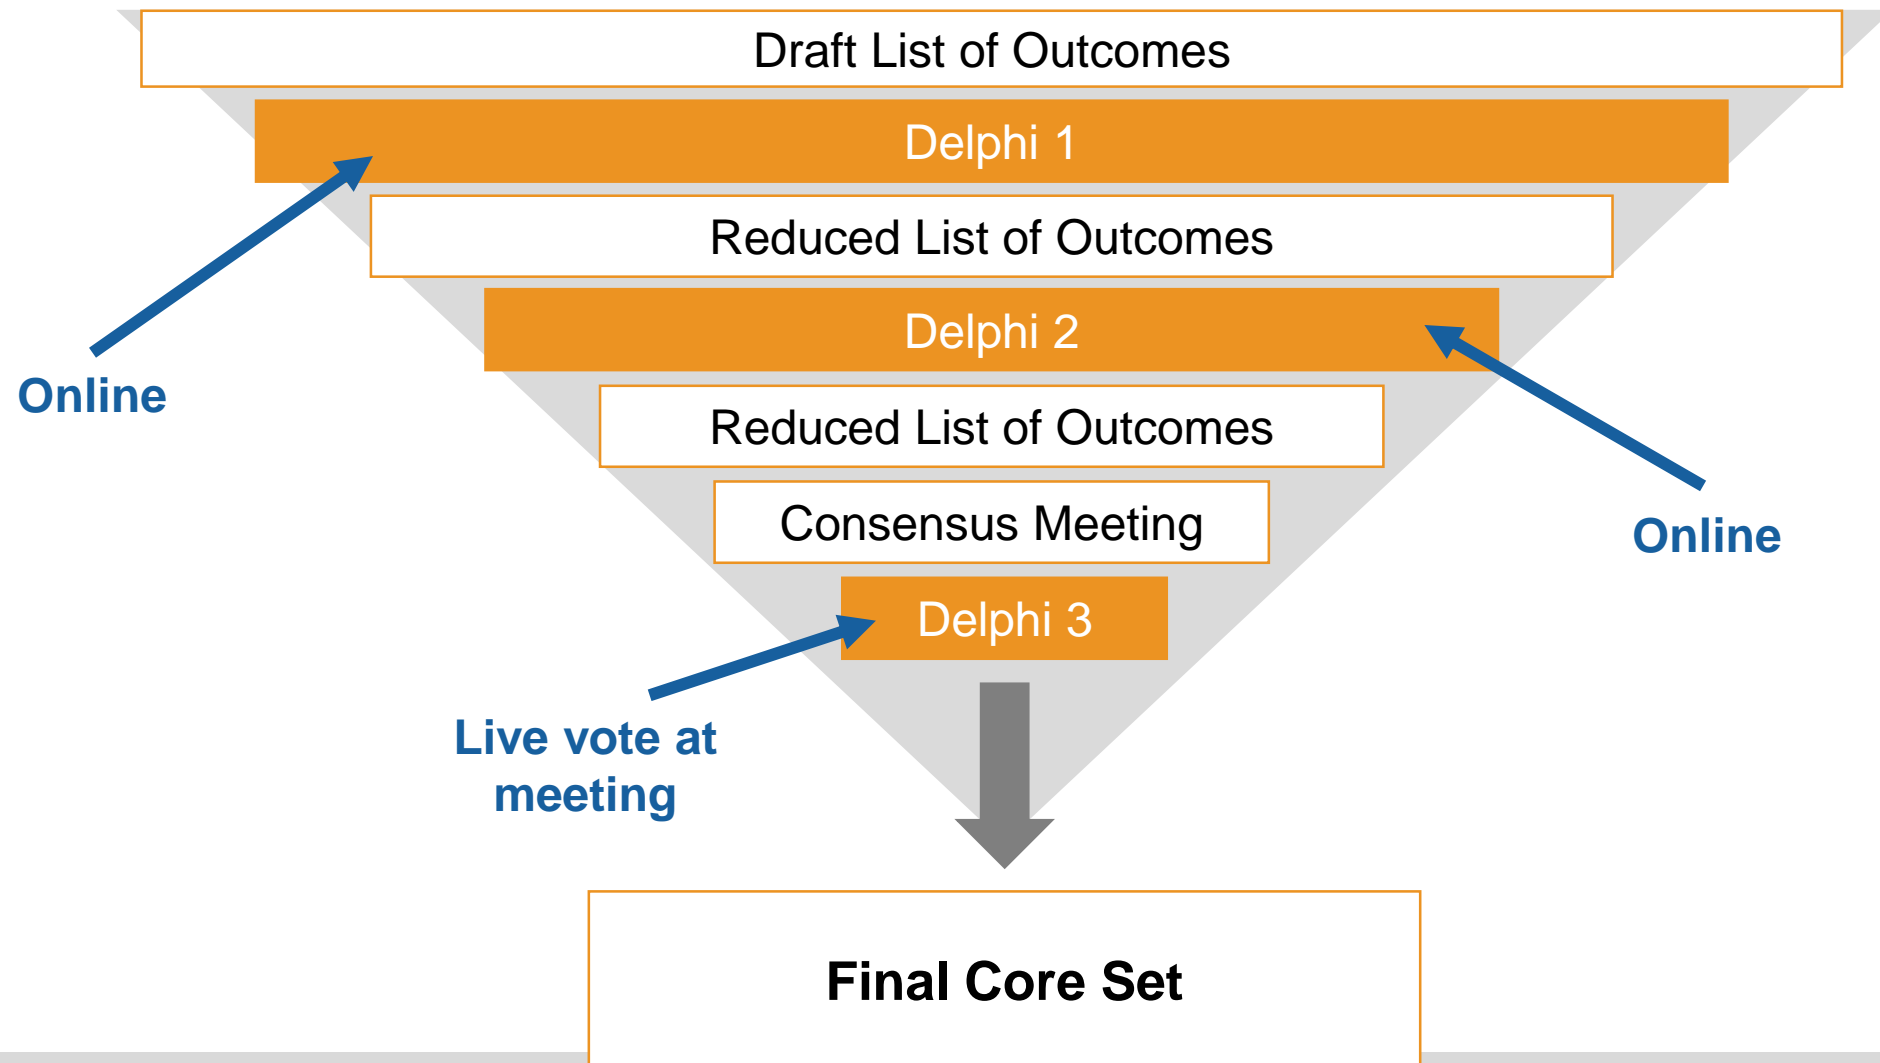 Draft List of Outcomes
Delphi 1
Reduced List of Outcomes
Delphi 2
Online
Reduced List of Outcomes
Consensus Meeting
Online
Delphi 3
Live vote at
meeting
Final Core Set